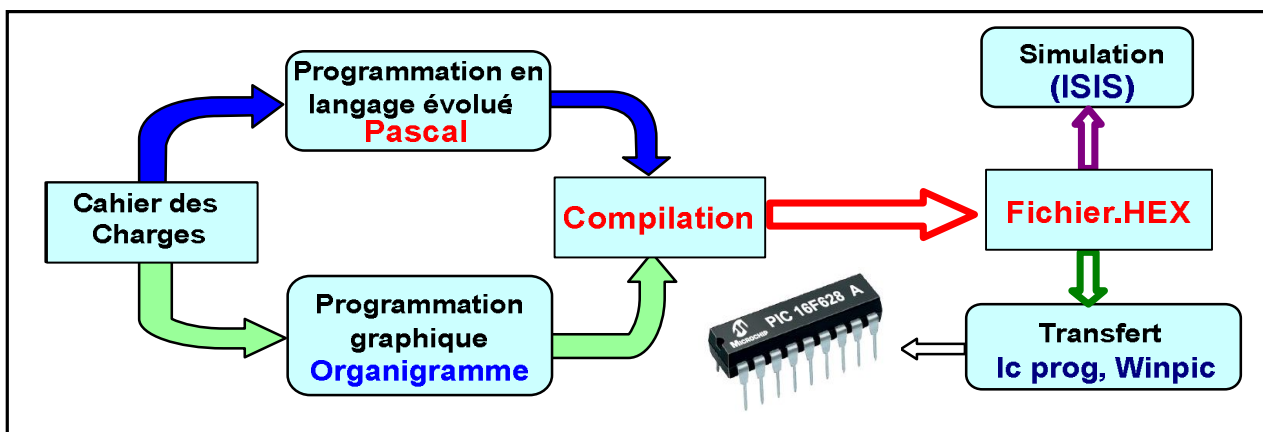 Cahier des
Charges
Programmation en
langage évolué
Pascal
Programmation
graphique
Organigramme
Compilation
Fichier.HEX
Simulation
(ISIS)
Transfert
Ic prog, Winpic
PIC 16F628 A
MICROCHIP